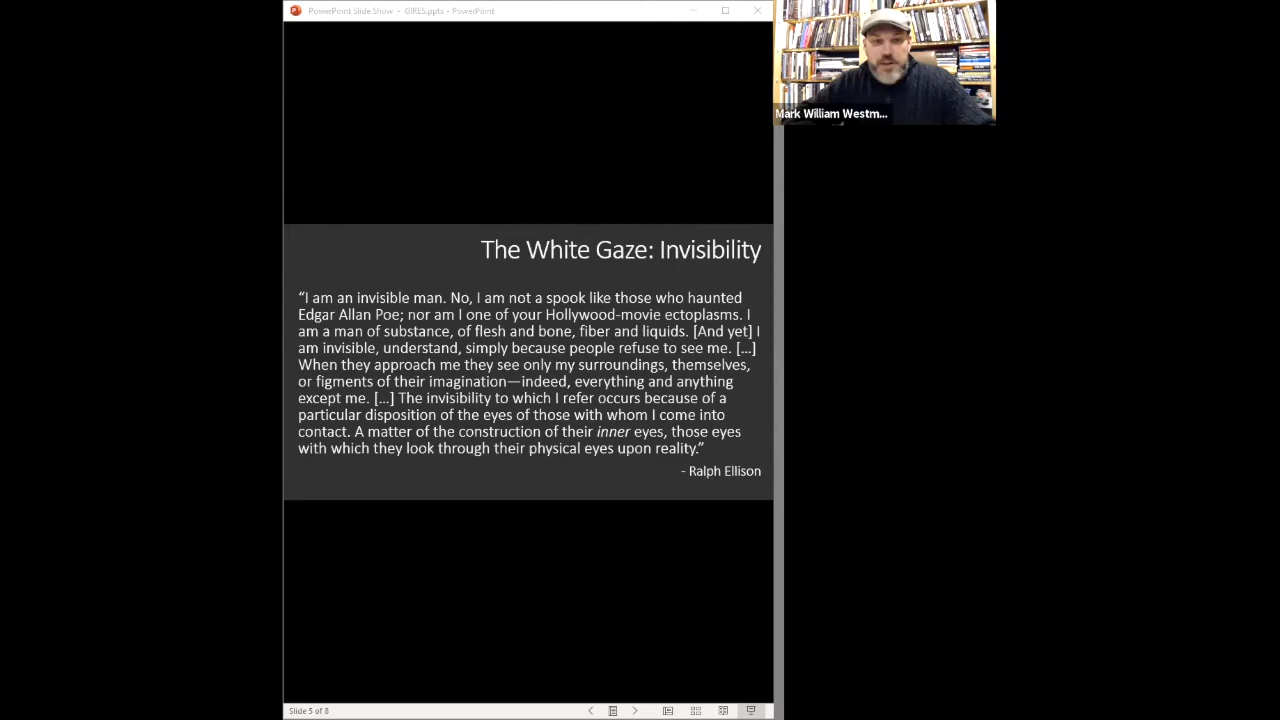 PowerPoint Slide Show - GIRES.ppts - PowerPoint
Mark William Westm...
The White Gaze: Invisibility
“I am an invisible man. No, I am not a spook like those who haunted
Edgar Allan Poe; nor am I one of your Hollywood-movie ectoplasms. I
am a man of substance, of flesh and bone, fiber and liquids. [And yet] I
am invisible, understand, simply because people refuse to see me. [...]
When they approach me they see only my surroundings, themselves,
or figments of their imagination—indeed, everything and anything
except me. [...] The invisibility to which I refer occurs because of a
particular disposition of the eyes of those with whom I come into
contact. A matter of the construction of their inner eyes, those eyes
with which they look through their physical eyes upon reality.”
- Ralph Ellison
Slide 5 of 8